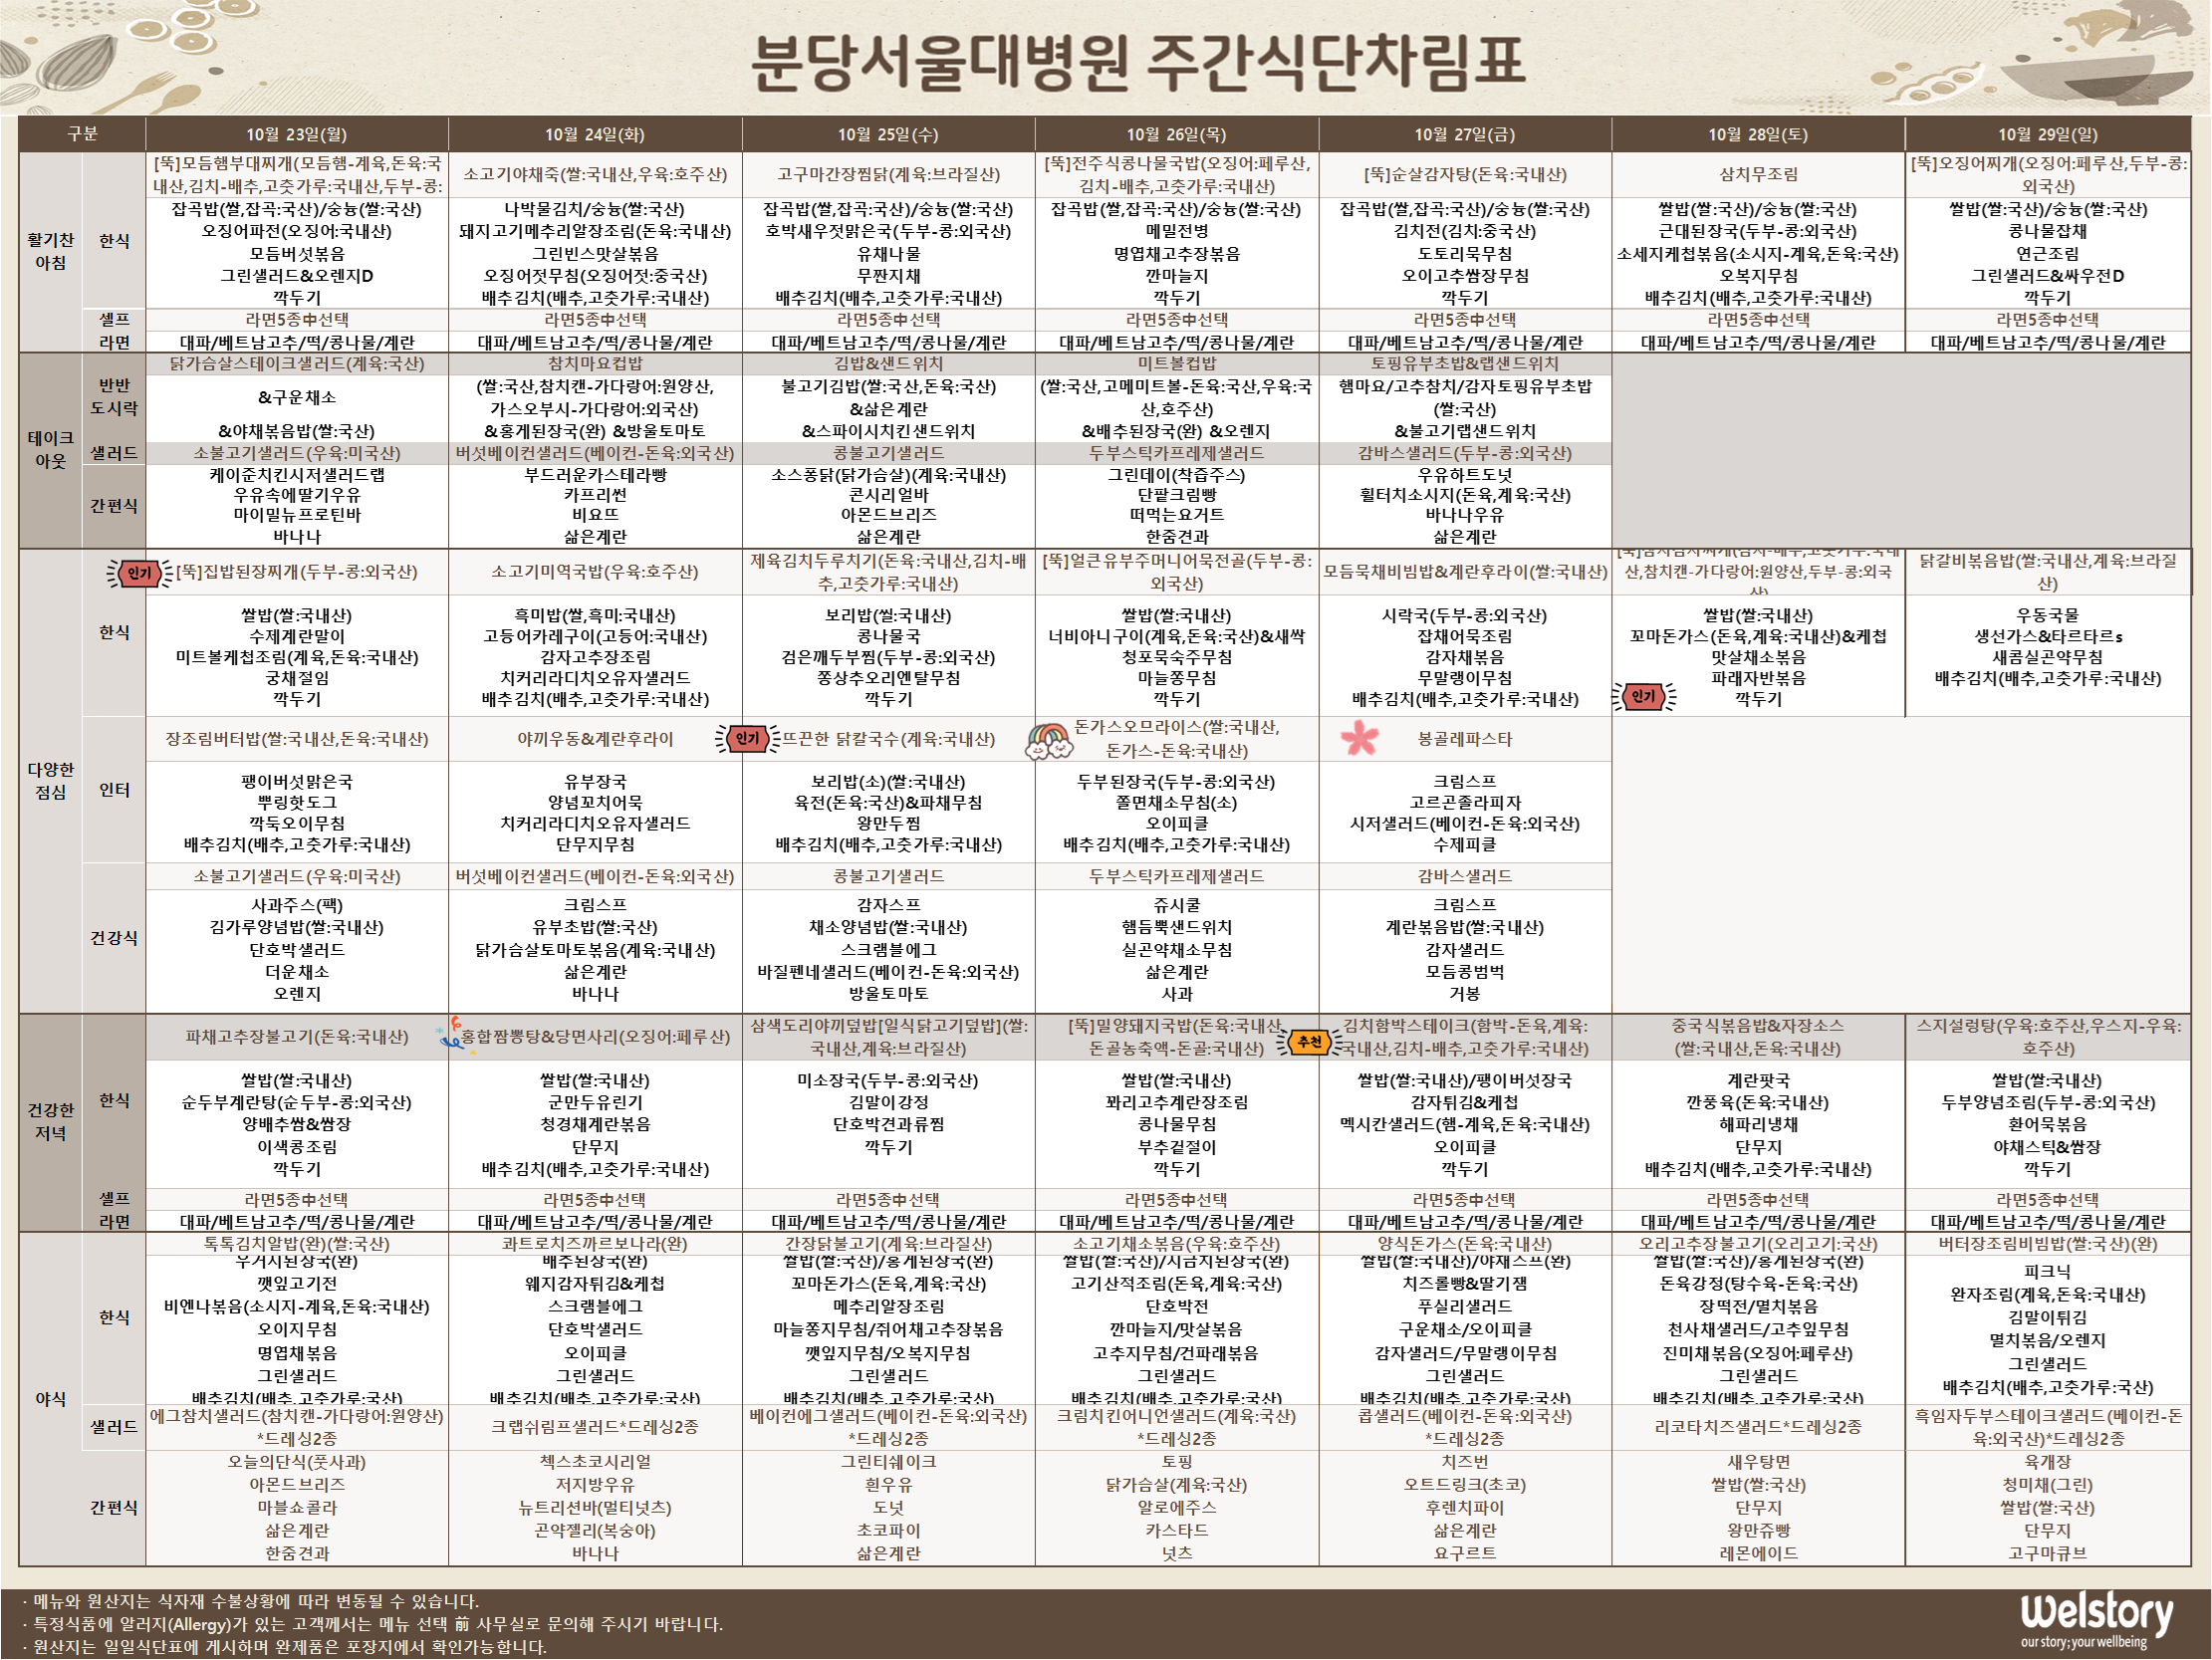 분당서울대병원 주간식단차림표
구분 10월 23일(월) 10월 24일(화) 10월 25일(수) 10월 26일(목) 10월 27일(금) 10월 28일(토) 10월 29일(일)
활기찬 아침
한식
[뚝]모듬햄부대찌개(모듬햄-계육,돈육:국
내산,김치-배추,고춧가루:국내산,두부-콩:
잡곡밥(쌀,잡곡:국산)/숭늉(쌀:국산)
오징어파전(오징어:국내산)
모듬버섯볶음
그린샐러드&오렌지D
깍두기
소고기야채죽(쌀:국내산,우육:호주산)
나박물김치/숭늉(쌀:국산)
돼지고기메추리알장조림(돈육:국내산)
그린빈스맛살볶음
오징어젓무침(오징어젓:중국산)
배추김치(배추,고춧가루:국내산)
고구마간장찜닭(계육:브라질산)
잡곡밥(쌀,잡곡:국산)/숭늉(쌀:국산)
호박새우젓맑은국(두부-콩:외국산)
유채나물
무짠지채
배추김치(배추,고춧가루:국내산)
[뚝]전주식콩나물국밥(오징어:페루산,
김치-배추,고춧가루:국내산)
잡곡밥(쌀,잡곡:국산)/숭늉(쌀:국산)
메밀전병
명엽채고추장볶음
깐마늘지
깍두기
[뚝]순살감자탕(돈육:국내산)
잡곡밥(쌀,잡곡:국산)/숭늉(쌀:국산)
김치전(김치:중국산)
도토리묵무침
오이고추쌈장무침
깍두기
삼치무조림
쌀밥(쌀:국산)/숭늉(쌀:국산)
근대된장국(두부-콩:외국산)
소세지케첩볶음(소시지-계육,돈육:국산)
오복지무침
배추김치(배추,고춧가루:국내산)
[뚝]오징어찌개(오징어:페루산,두부-콩:
외국산)
쌀밥(쌀:국산)/숭늉(쌀:국산)
콩나물잡채
연근조림
그린샐러드&싸우전D
깍두기
셀프
라면
라면5종中선택 라면5종中선택 라면5종中선택 라면5종中선택 라면5종中선택 라면5종中선택 라면5종中선택
대파/베트남고추/떡/콩나물/계란 대파/베트남고추/떡/콩나물/계란 대파/베트남고추/떡/콩나물/계란 대파/베트남고추/떡/콩나물/계란 대파/베트남고추/떡/콩나물/계란 대파/베트남고추/떡/콩나물/계란 대파/베트남고추/떡/콩나물/계란
테이크
아웃
반반
도시락
닭가슴살스테이크샐러드(계육:국산)
&구운채소
&야채볶음밥(쌀:국산)
참치마요컵밥
(쌀:국산,참치캔-가다랑어:원양산,
가스오부시-가다랑어:외국산)
&홍게된장국(완) &방울토마토
김밥&샌드위치
불고기김밥(쌀:국산,돈육:국산)
&삶은계란
&스파이시치킨샌드위치
미트볼컵밥
(쌀:국산,고메미트볼-돈육:국산,우육:국
산,호주산)
&배추된장국(완) &오렌지
토핑유부초밥&랩샌드위치
햄마요/고추참치/감자토핑유부초밥
(쌀:국산)
&불고기랩샌드위치
샐러드
소불고기샐러드(우육:미국산) 버섯베이컨샐러드(베이컨-돈육:외국산) 콩불고기샐러드 두부스틱카프레제샐러드 감바스샐러드(두부-콩:외국산)
간편식
케이준치킨시저샐러드랩
우유속에딸기우유
마이밀뉴프로틴바
바나나
부드러운카스테라빵
카프리썬
비요뜨
삶은계란
소스퐁닭(닭가슴살)(계육:국내산)
콘시리얼바
아몬드브리즈
삶은계란
그린데이(착즙주스)
단팥크림빵
떠먹는요거트
한줌견과
우유하트도넛
휠터치소시지(돈육,계육:국산)
바나나우유
삶은계란
다양한
점심
한식
인기
[뚝]집밥된장찌개(두부-콩:외국산)
쌀밥(쌀:국내산)
수제계란말이
미트볼케첩조림(계육,돈육:국내산)
궁채절임
깍두기
소고기미역국밥(우육:호주산)
흑미밥(쌀,흑미:국내산)
고등어카레구이(고등어:국내산)
감자고추장조림
치커리라디치오유자샐러드
배추김치(배추,고춧가루:국내산)
제육김치두루치기(돈육:국내산,김치-배
추,고춧가루:국내산)
보리밥(씰:국내산)
콩나물국
검은깨두부찜(두부-콩:외국산)
쫑상추오리엔탈무침
깍두기
[뚝]얼큰유부주머니어묵전골(두부-콩:
외국산)
쌀밥(쌀:국내산)
너비아니구이(계육,돈육:국산)&새싹
청포묵숙주무침
마늘쫑무침
깍두기
모듬묵채비빔밥&계란후라이(쌀:국내산)
시락국(두부-콩:외국산)
잡채어묵조림
감자채볶음
무말랭이무침
배추김치(배추,고춧가루:국내산)
[뚝]참치김치찌개(김치-배추,고춧가루:국내
산,참치캔-가다랑어:원양산,두부-콩:외국
산)
쌀밥(쌀:국내산)
꼬마돈가스(돈육,계육:국내산)&케첩
맛살채소볶음
파래자반볶음
깍두기
인기
닭갈비볶음밥(쌀:국내산,계육:브라질
산)
우동국물
생선가스&타르타르s
새콤실곤약무침
배추김치(배추,고춧가루:국내산)
인터
장조림버터밥(쌀:국내산,돈육:국내산)
팽이버섯맑은국
뿌링핫도그
깍둑오이무침
배추김치(배추,고춧가루:국내산)
야끼우동&계란후라이
유부장국
양념꼬치어묵
치커리라디치오유자샐러드
단무지무침
인기
뜨끈한 닭칼국수(계육:국내산)
보리밥(소)(쌀:국내산)
육전(돈육:국산)&파채무침
왕만두찜
배추김치(배추,고춧가루:국내산)
돈가스오므라이스(쌀:국내산,
돈가스-돈육:국내산)
두부된장국(두부-콩:외국산)
쫄면채소무침(소)
오이피클
배추김치(배추,고춧가루:국내산)
봉골레파스타
크림스프
고르곤졸라피자
시저샐러드(베이컨-돈육:외국산)
수제피클
건강식
소불고기샐러드(우육:미국산)
사과주스(팩)
김가루양념밥(쌀:국내산)
단호박샐러드
더운채소
오렌지
버섯베이컨샐러드(베이컨-돈육:외국산)
크림스프
유부초밥(쌀:국산)
닭가슴살토마토볶음(계육:국내산)
삶은계란
바나나
콩불고기샐러드
감자스프
채소양념밥(쌀:국내산)
스크램블에그
바질펜네샐러드(베이컨-돈육:외국산)
방울토마토
두부스틱카프레제샐러드
쥬시쿨
햄듬뿍샌드위치
실곤약채소무침
삶은계란
사과
감바스샐러드
크림스프
계란볶음밥(쌀:국내산)
감자샐러드
모듬콩범벅
거봉
건강한
저녁
한식
파채고추장불고기(돈육:국내산)
쌀밥(쌀:국내산)
순두부계란탕(순두부-콩:외국산)
양배추쌈&쌈장
이색콩조림
깍두기
홍합짬뽕탕&당면사리(오징어:페루산)
쌀밥(쌀:국내산)
군만두유린기
청경채계란볶음
단무지
배추김치(배추,고춧가루:국내산)
삼색도리야끼덮밥[일식닭고기덮밥](쌀:
국내산,계육:브라질산)
미소장국(두부-콩:외국산)
김말이강정
단호박견과류찜
깍두기
[뚝]밀양돼지국밥(돈육:국내산,
돈골농축액-돈골:국내산)
쌀밥(쌀:국내산)
꽈리고추계란장조림
콩나물무침
부추겉절이
깍두기
추천
김치함박스테이크(함박-돈육,계육:
국내산,김치-배추,고춧가루:국내산)
쌀밥(쌀:국내산)/팽이버섯장국
감자튀김&케첩
멕시칸샐러드(햄-계육,돈육:국내산)
오이피클
깍두기
중국식볶음밥&자장소스
(쌀:국내산,돈육:국내산)
계란팟국
깐풍육(돈육:국내산)
해파리냉채
단무지
배추김치(배추,고춧가루:국내산)
스지설렁탕(우육:호주산,우스지-우육:
호주산)
쌀밥(쌀:국내산)
두부양념조림(두부-콩:외국산)
환어묵볶음
야채스틱&쌈장
깍두기
셀프
라면
라면5종中선택 라면5종中선택 라면5종中선택 라면5종中선택 라면5종中선택 라면5종中선택 라면5종中선택
대파/베트남고추/떡/콩나물/계란 대파/베트남고추/떡/콩나물/계란 대파/베트남고추/떡/콩나물/계란 대파/베트남고추/떡/콩나물/계란 대파/베트남고추/떡/콩나물/계란 대파/베트남고추/떡/콩나물/계란 대파/베트남고추/떡/콩나물/계란
야식
한식
톡톡김치알밥(완)(쌀:국산)
우거지된장국(완)
깻잎고기전
비엔나볶음(소시지-계육,돈육:국내산)
오이지무침
명엽채볶음
그린샐러드
배추김치(배추,고춧가루:국산)
콰트로치즈까르보나라(완)
배추된장국(완)
웨지감자튀김&케첩
스크램블에그
단호박샐러드
오이피클
그린샐러드
배추김치(배추,고춧가루:국산)
간장닭불고기(계육:브라질산)
쌀밥(쌀:국산)/홍게된장국(완)
꼬마돈가스(돈육,계육:국산)
메추리알장조림
마늘쫑지무침/쥐어채고추장볶음
깻잎지무침/오복지무침
그린샐러드
배추김치(배추,고춧가루:국산)
소고기채소볶음(우육:호주산)
쌀밥(쌀:국산)/시금치된장국(완)
고기산적조림(돈육,계육:국산)
단호박전
깐마늘지/맛살볶음
고추지무침/건파래볶음
그린샐러드
배추김치(배추,고춧가루:국산)
양식돈가스(돈육:국내산)
쌀밥(쌀:국내산)/야채스프(완)
치즈롤빵&딸기잼
푸실리샐러드
구운채소/오이피클
감자샐러드/무말랭이무침
그린샐러드
배추김치(배추,고춧가루:국산)
오리고추장불고기(오리고기:국산)
쌀밥(쌀:국산)/홍게된장국(완)
돈육강정(탕수육-돈육:국산)
장떡전/멸치볶음
천사채샐러드/고추잎무침
진미채볶음(오징어:페루산)
그린샐러드
배추김치(배추,고춧가루:국산)
버터장조림비빔밥(쌀:국산)(완)
피크닉
완자조림(계육,돈육:국내산)
김말이튀김
멸치볶음/오렌지
그린샐러드
배추김치(배추,고춧가루:국산)
샐러드
에그참치샐러드(참치캔-가다랑어:원양산)
*드레싱2종
크랩쉬림프샐러드*드레싱2종
베이컨에그샐러드(베이컨-돈육:외국산)
*드레싱2종
크림치킨어니언샐러드(계육:국산)
*드레싱2종
콥샐러드(베이컨-돈육:외국산)
*드레싱2종
리코타치즈샐러드*드레싱2종
흑임자두부스테이크샐러드(베이컨-돈
육:외국산)*드레싱2종
간편식
오늘의단식(풋사과)
아몬드브리즈
마블쇼콜라
삶은계란
한줌견과
첵스초코시리얼
저지방우유
뉴트리션바(멀티넛츠)
곤약젤리(복숭아)
바나나
그린티쉐이크
흰우유
도넛
초코파이
삶은계란
토핑
닭가슴살(계육:국산)
알로에주스
카스타드
넛츠
치즈번
오트드링크(초코)
후렌치파이
삶은계란
요구르트
새우탕면
쌀밥(쌀:국산)
단무지
왕만쥬빵
레몬에이드
육개장
청미채(그린)
쌀밥(쌀:국산)
단무지
고구마큐브
· 메뉴와 원산지는 식자재 수불상황에 따라 변동될 수 있습니다.
· 특정식품에 알러지(Allergy)가 있는 고객께서는 메뉴 선택 前 사무실로 문의해 주시기 바랍니다.
· 원산지는 일일식단표에 게시하며 완제품은 포장지에서 확인가능합니다.
Welstory
our story; your wellbeing